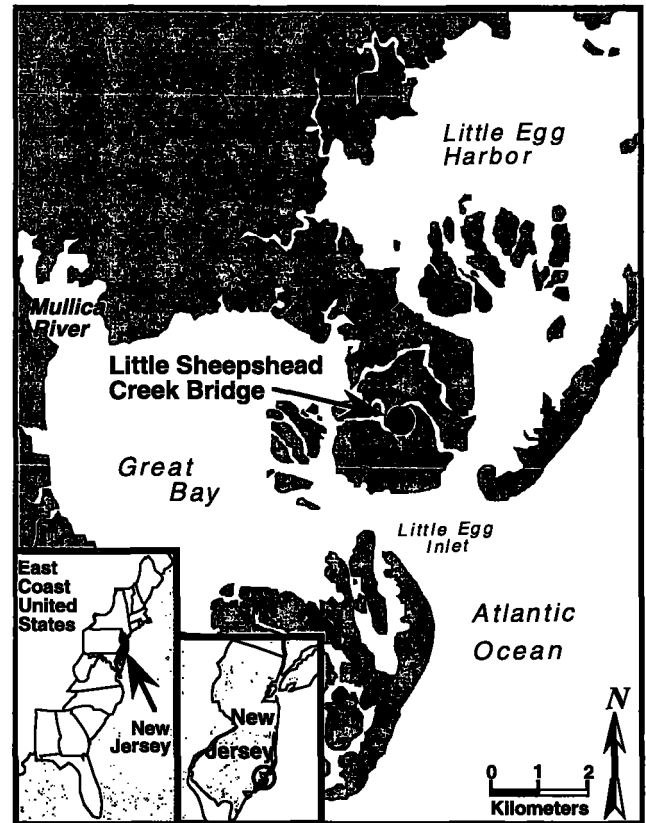 Little Egg
Harbor
Mullica
River
Little Sheepshead
Creek Bridge
Great
Bay
Little Egg
Inlet
Atlantic
Ocean
East
Coast
United
States
New
Jersey
New
Jersey
N
0 1 2
Kilometers